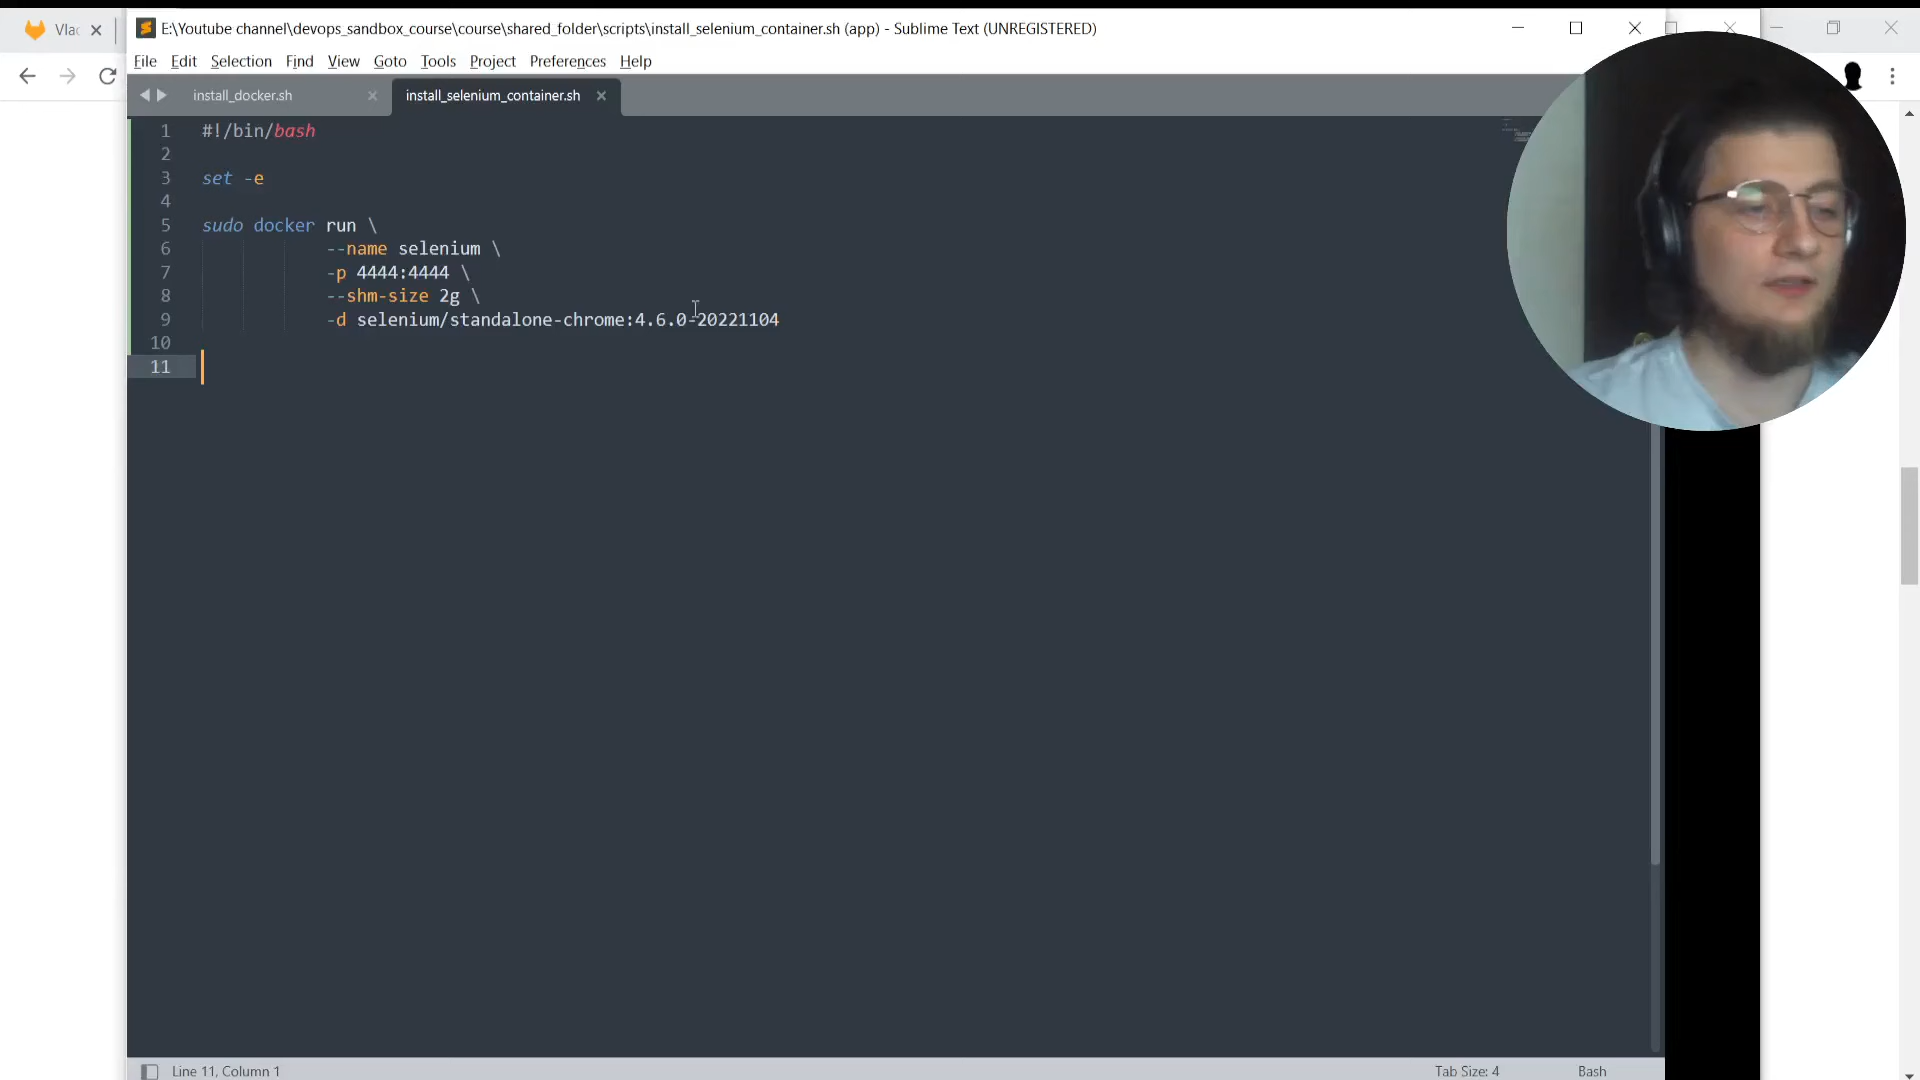 Vlac
E:\Youtube channel\devops_sandbox_course\course\shared_folder\scripts\install_selenium_container.sh (app) - Sublime Text (UNREGISTERED)
File Edit Selection Find View Goto Tools Project Preferences Help
install_docker.sh install_selenium_container.sh
1 #!/bin/bash
2
3 set -e
4
5 sudo docker run \
6 --name selenium \
7 -p 4444:4444 \
8 --shm-size 2g \
9 -d selenium/standalone-chrome:4.6.0-20221104
10
11
Line 11, Column 1 Tab Size: 4 Bash